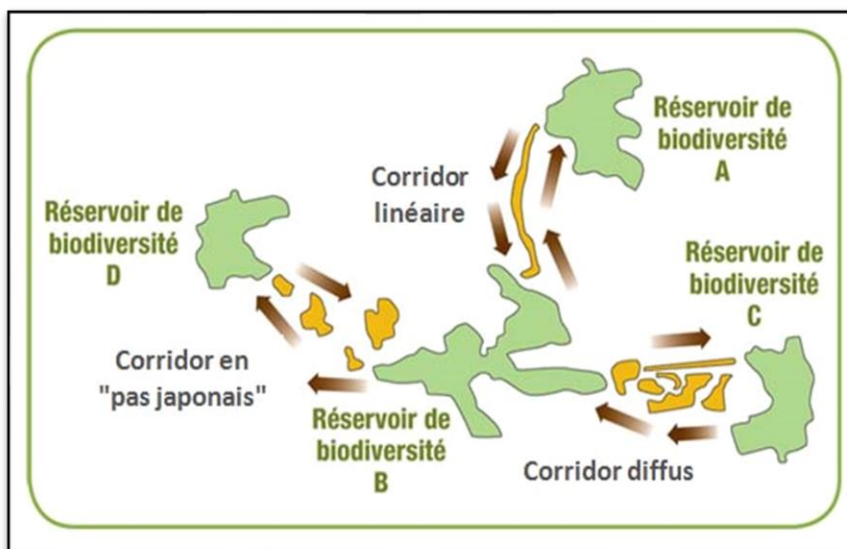 Réservoir de
biodiversité
A
Corridor
linéaire
Réservoir de
biodiversité
D
Réservoir de
biodiversité
C
Corridor en
"pas japonais"
Réservoir de
biodiversité
B
Corridor diffus